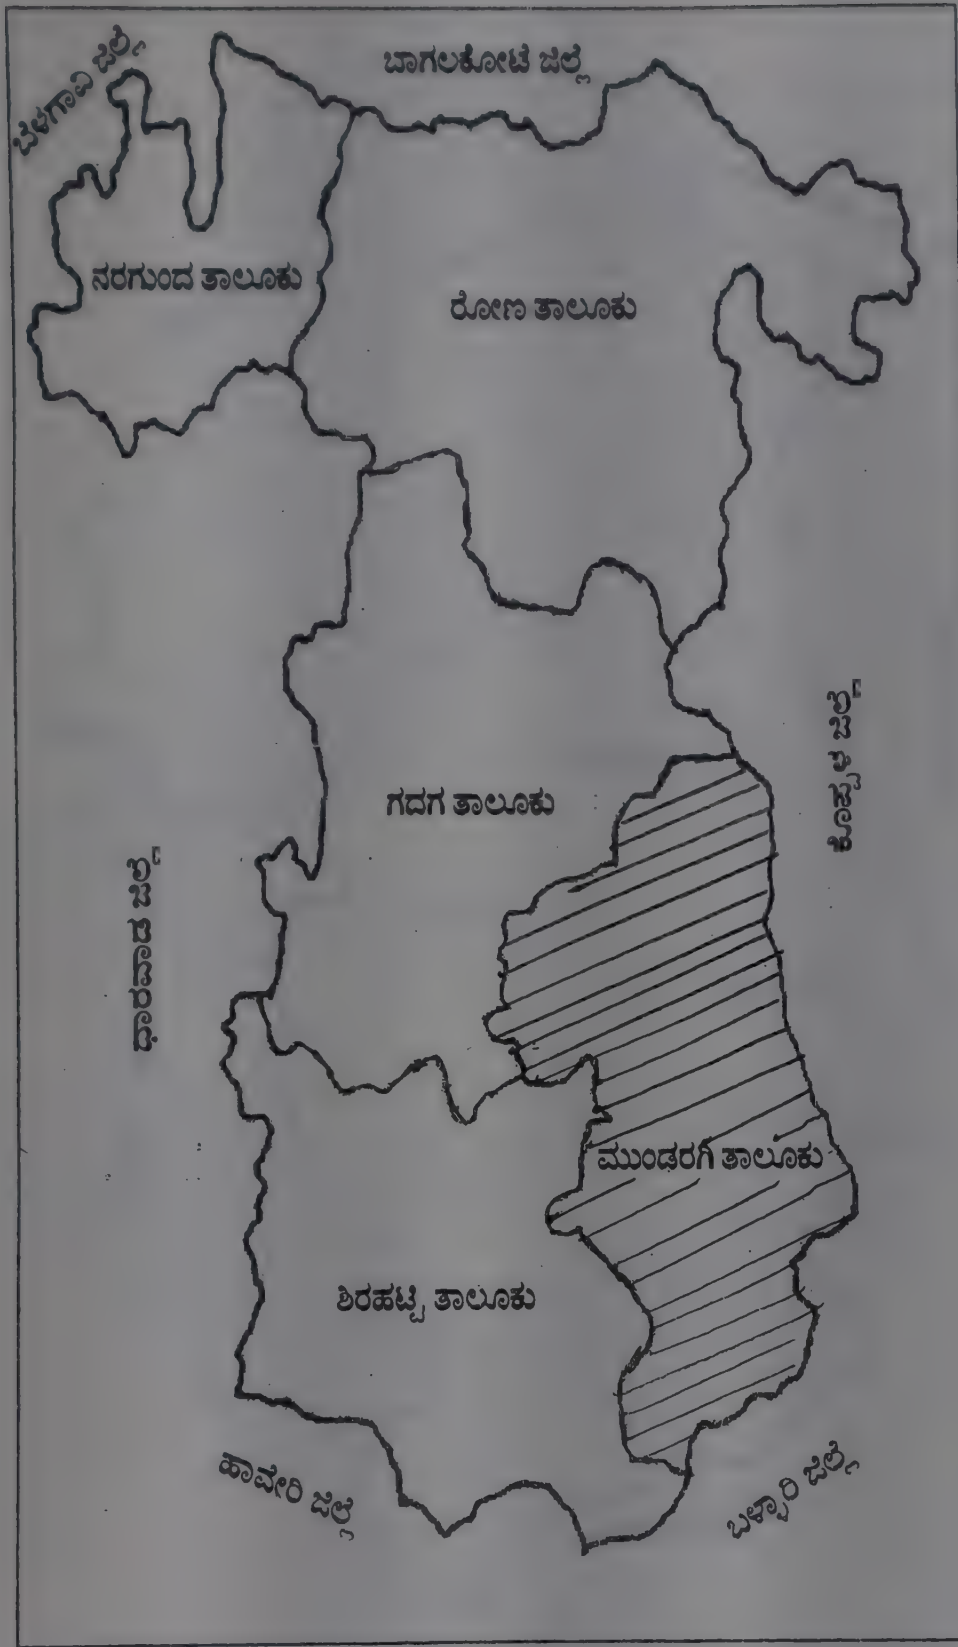 ಬೆಳಗಾವಿ ಜಿಲ್ಲೆ
ಬಾಗಲಕೋಟೆ ಜಿಲ್ಲೆ
ನರಗುಂದ ತಾಲೂಕು
ರೋಣ ತಾಲೂಕು
ಕೊಪ್ಪಳ ಜಿಲ್ಲೆ
ಗದಗ ತಾಲೂಕು
ಧಾರವಾಡ ಜಿಲ್ಲೆ
ಮುಂಡರಗಿ ತಾಲೂಕು
ಶಿರಹಟ್ಟಿ ತಾಲೂಕು
ಹಾವೇರಿ ಜಿಲ್ಲೆ
ಬಳ್ಳಾರಿ ಜಿಲ್ಲೆ